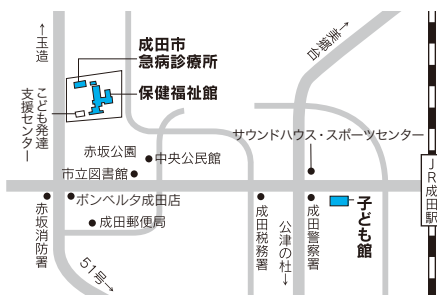 ←玉造
成田市
急病診療所
保健福祉館
こども発達
支援センター
←美郷台
サウンドハウス・スポーツセンター
赤坂公園
中央公民館
市立図書館
JR成田駅
ボンベルタ成田店
成田郵便局
赤坂消防署
51号→
成田税務署
公津の杜→
成田警察署
子ども館